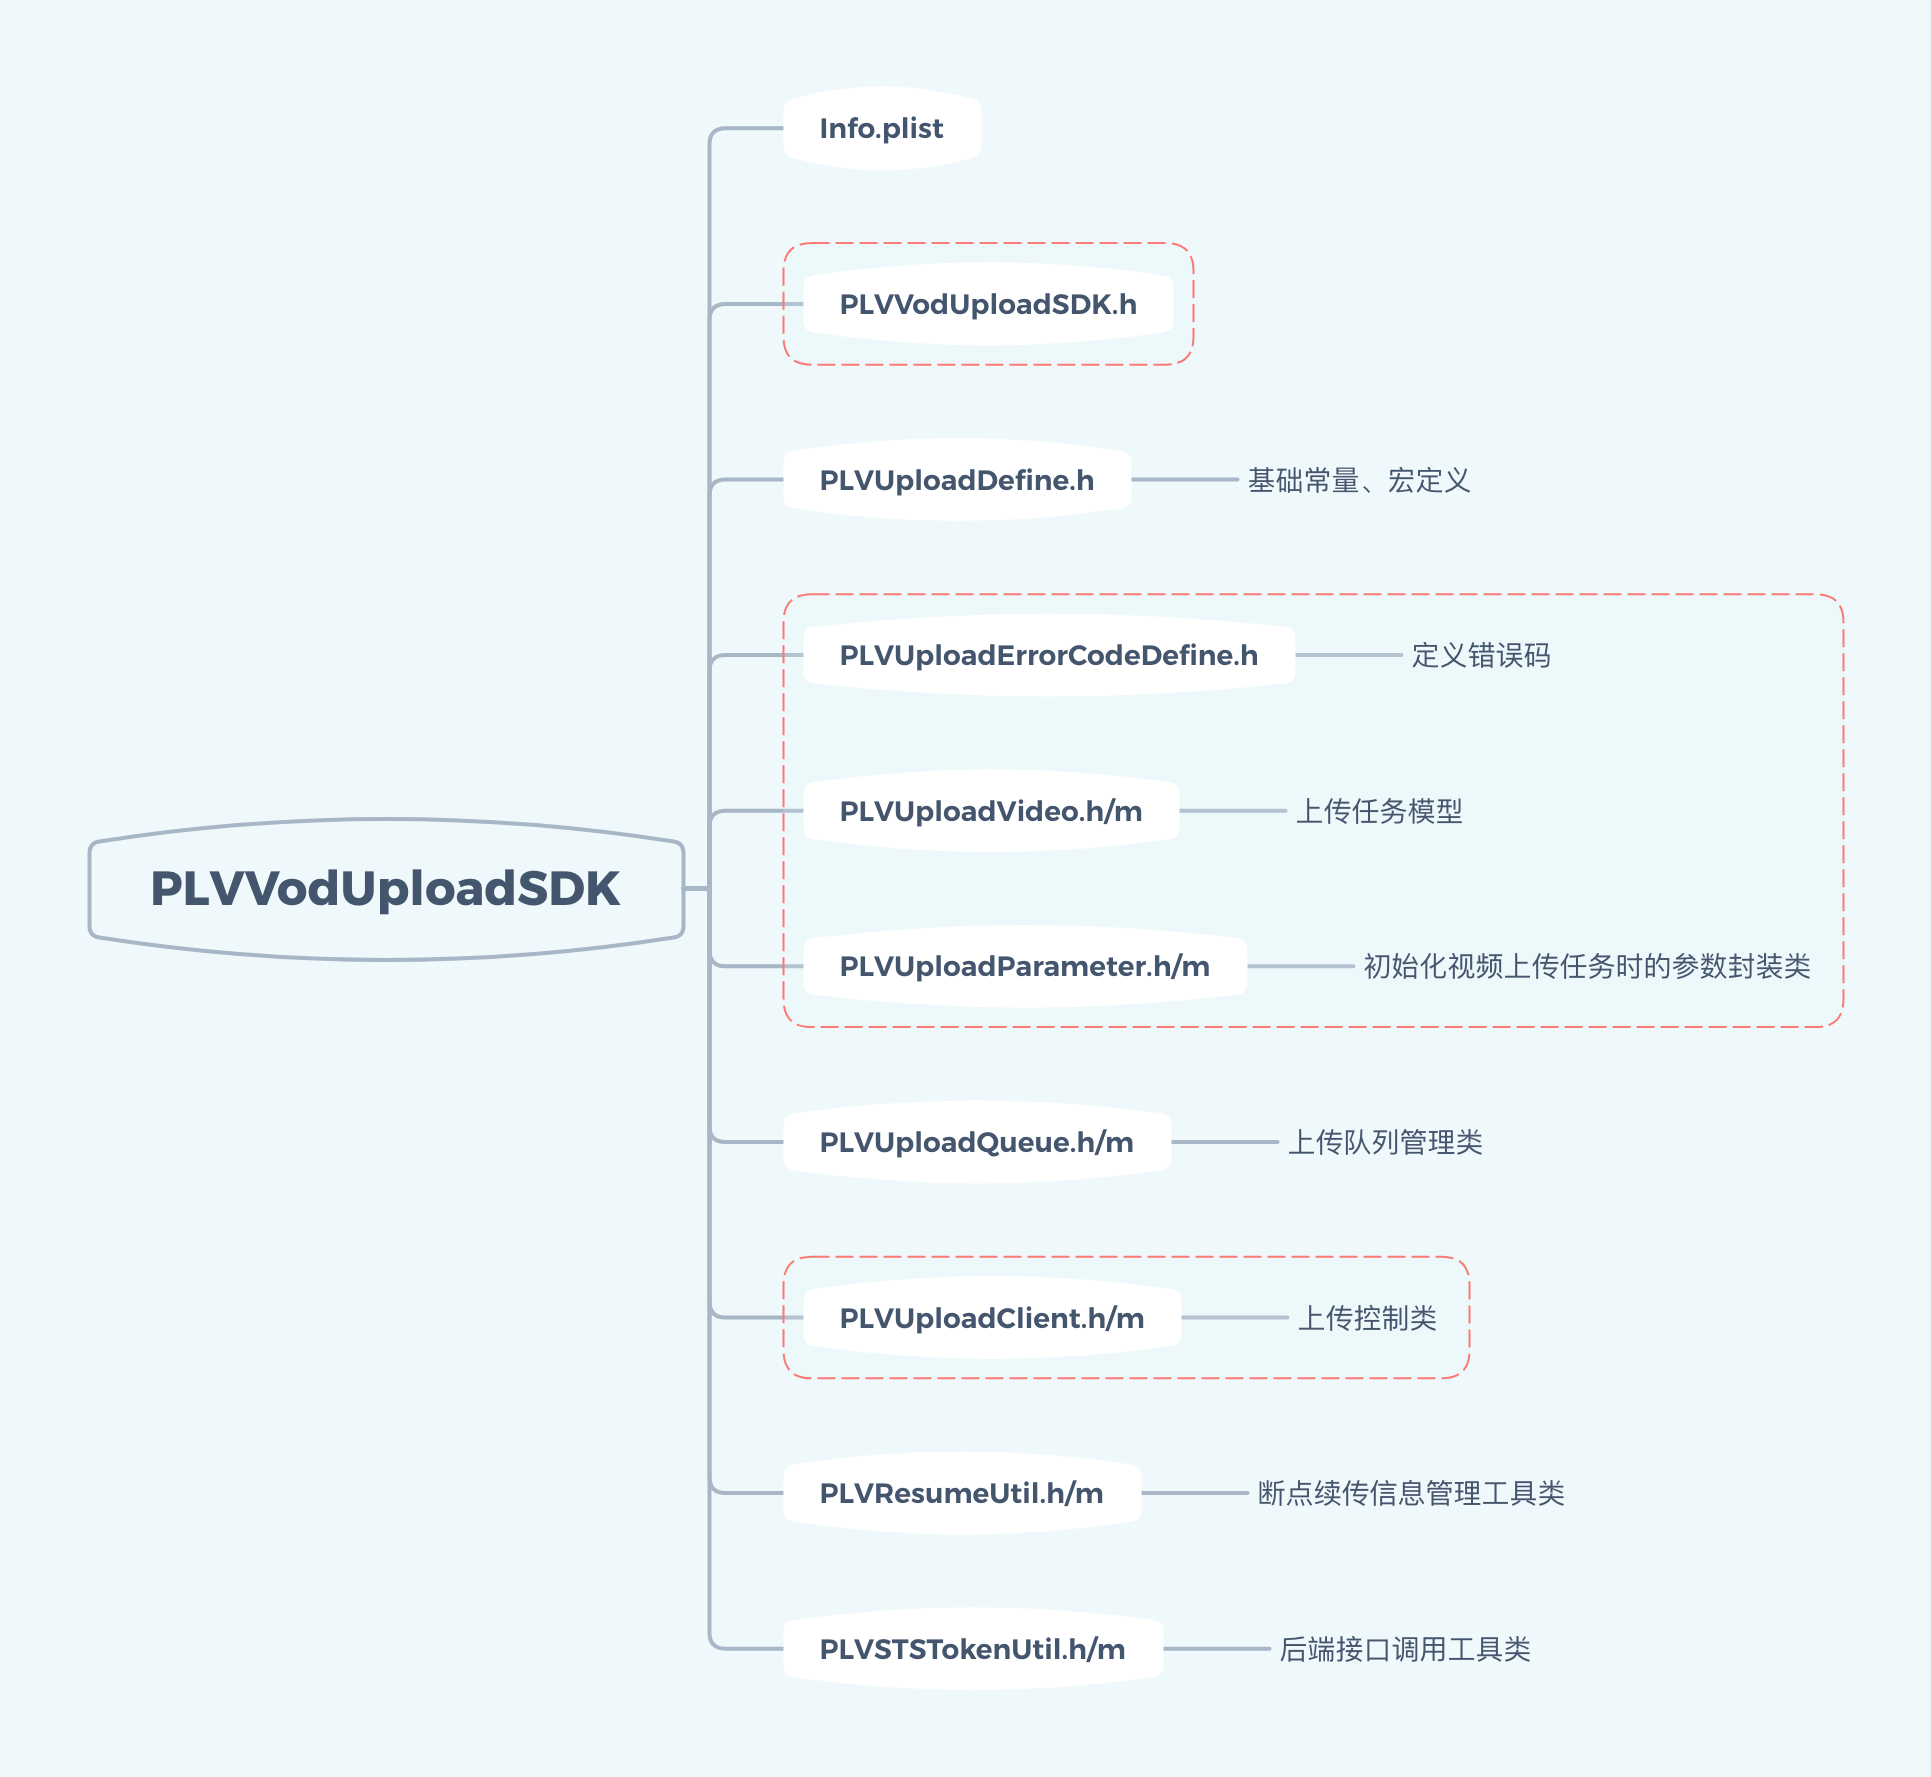 Info.plist
PLVVodUploadSDK.h
PLVUploadDefine.h 基础常量、宏定义
PLVUploadErrorCodeDefine.h 定义错误码
PLVUploadVideo.h/m 上传任务模型
PLVVodUploadSDK
PLVUploadParameter.h/m 初始化视频上传任务时的参数封装类
PLVUploadQueue.h/m 上传队列管理类
PLVUploadClient.h/m 上传控制类
PLVResumeUtil.h/m 断点续传信息管理工具类
PLVSTSTokenUtil.h/m 后端接口调用工具类